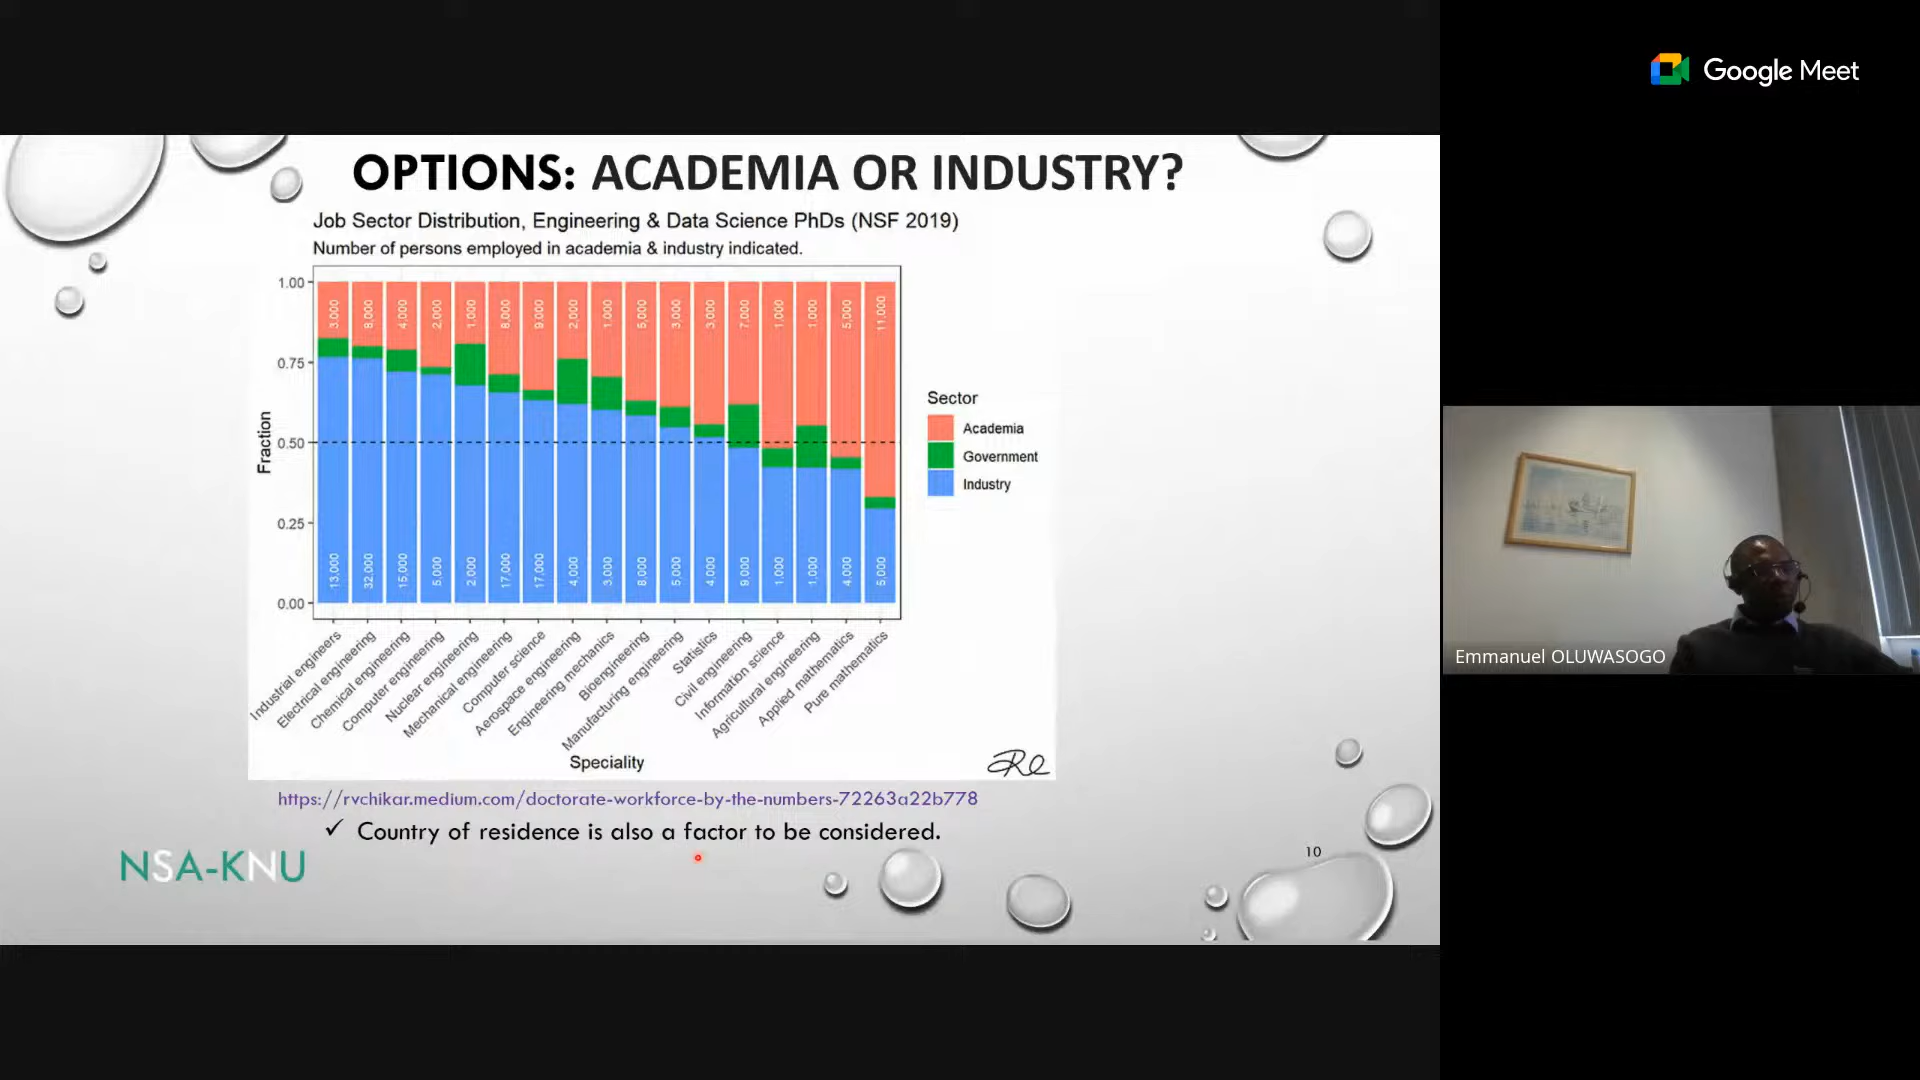 Google Meet
OPTIONS: ACADEMIA OR INDUSTRY?
Job Sector Distribution, Engineering & Data Science PhDs (NSF 2019)
Number of persons employed in academia & industry indicated.
1.00
0.75
0.50
0.25
0.00
Fraction
3,000
8,000
4,000
2,000
1,000
8,000
9,000
2,000
1,000
5,000
3,000
3,000
7,000
1,000
1,000
5,000
11,000
13,000
32,000
15,000
5,000
2,000
17,000
17,000
4,000
3,000
8,000
5,000
4,000
9,000
1,000
1,000
4,000
5,000
Sector
Academia
Government
Industry
Industrial engineers
Electrical engineering
Chemical engineering
Computer engineering
Nuclear engineering
Mechanical engineering
Computer science
Aerospace engineering
Engineering mechanics
Bioengineering
Manufacturing engineering
Statistics
Civil engineering
Information science
Agricultural engineering
Applied mathematics
Pure mathematics
Speciality
https://rvchikar.medium.com/doctorate-workforce-by-the-numbers-72263a22b778
✓ Country of residence is also a factor to be considered.
NSA-KNU
10
Emmanuel OLUWASOGO